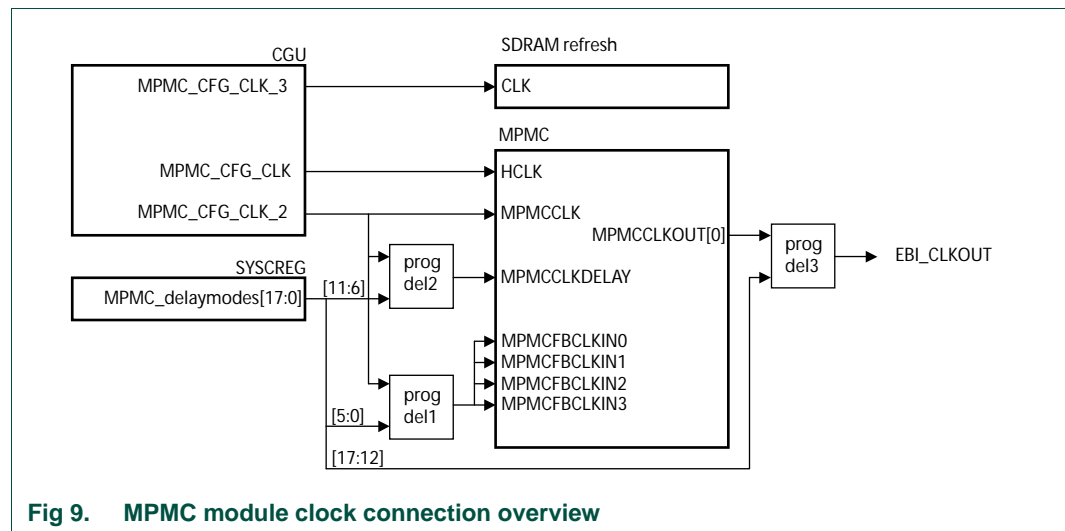 CGU
MPMC_CFG_CLK_3
MPMC_CFG_CLK
MPMC_CFG_CLK_2
SYSCREG
MPMC_delaymodes[17:0]
[11:6]
[5:0]
[17:12]
prog
del2
prog
del1
SDRAM refresh
CLK
MPMC
HCLK
MPMCCLK
MPMCCLKOUT[0]
MPMCCLKDELAY
MPMCFBCLKIN0
MPMCFBCLKIN1
MPMCFBCLKIN2
MPMCFBCLKIN3
prog
del3
EBI_CLKOUT
Fig 9. MPMC module clock connection overview